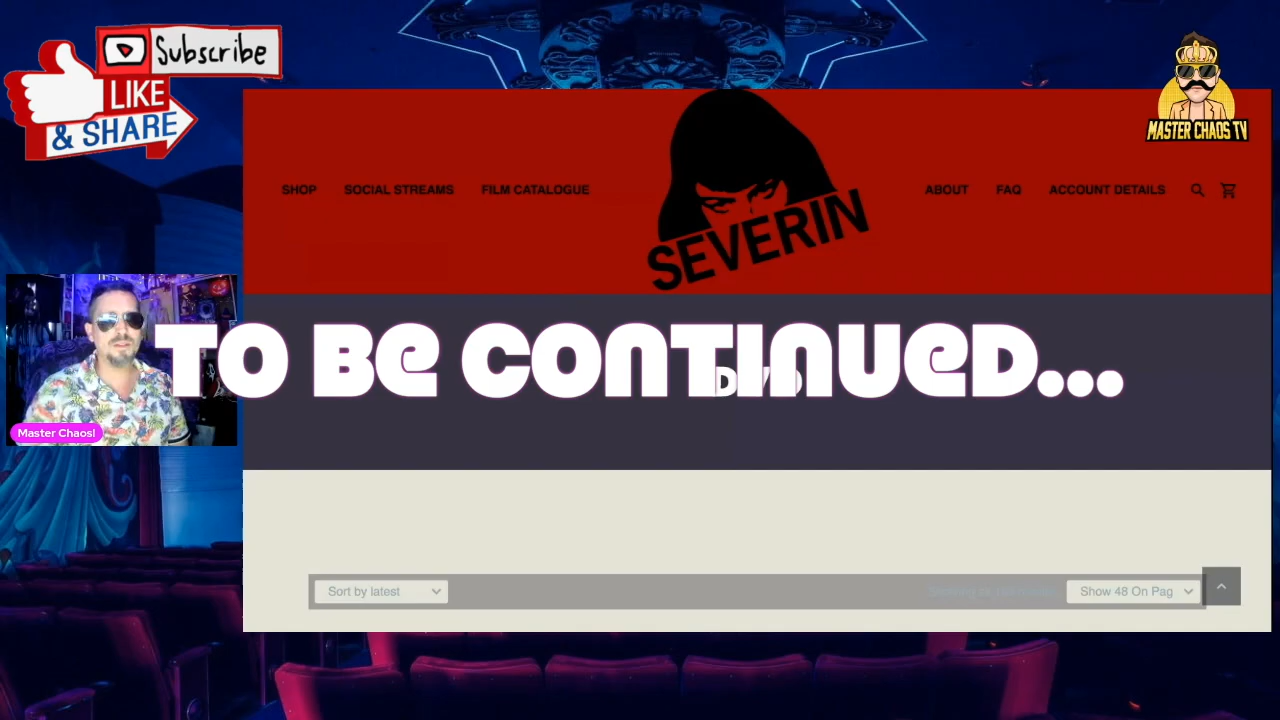 Subscribe
LIKE
& SHARE
MASTER CHAOS TV
SHOP
SOCIAL STREAMS
FILM CATALOGUE
SEVERIN
ABOUT
FAQ
ACCOUNT DETAILS
TO BE CONTINUED...
Master Chaos!
Sort by latest
Show 48 On Pag